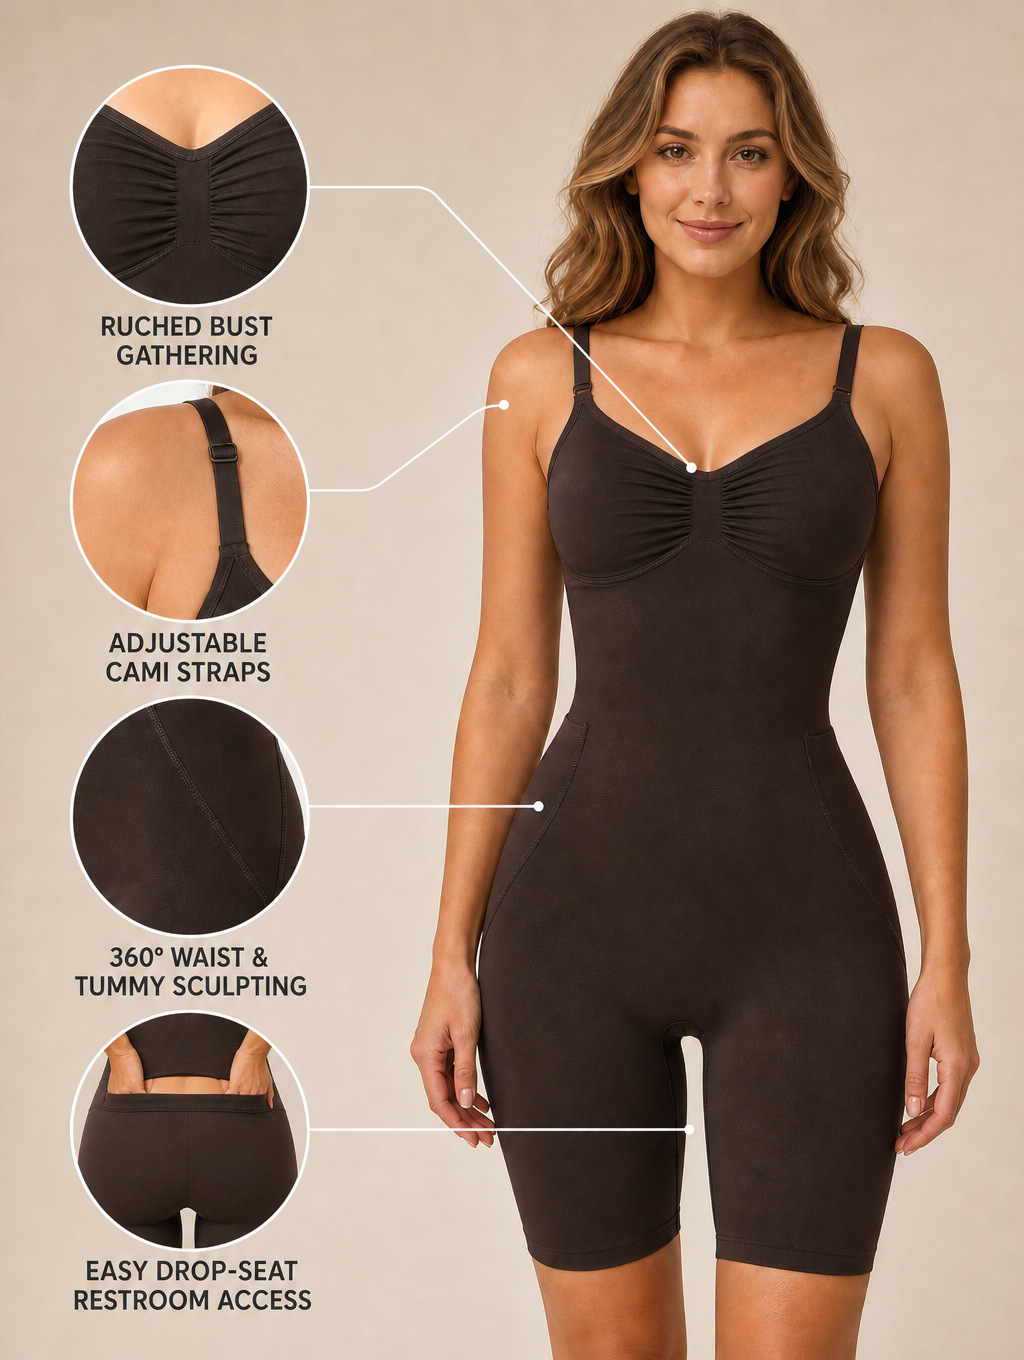 RUCHED BUST
GATHERING
ADJUSTABLE
CAMI STRAPS
360° WAIST &
TUMMY SCULPTING
EASY DROP-SEAT
RESTROOM ACCESS